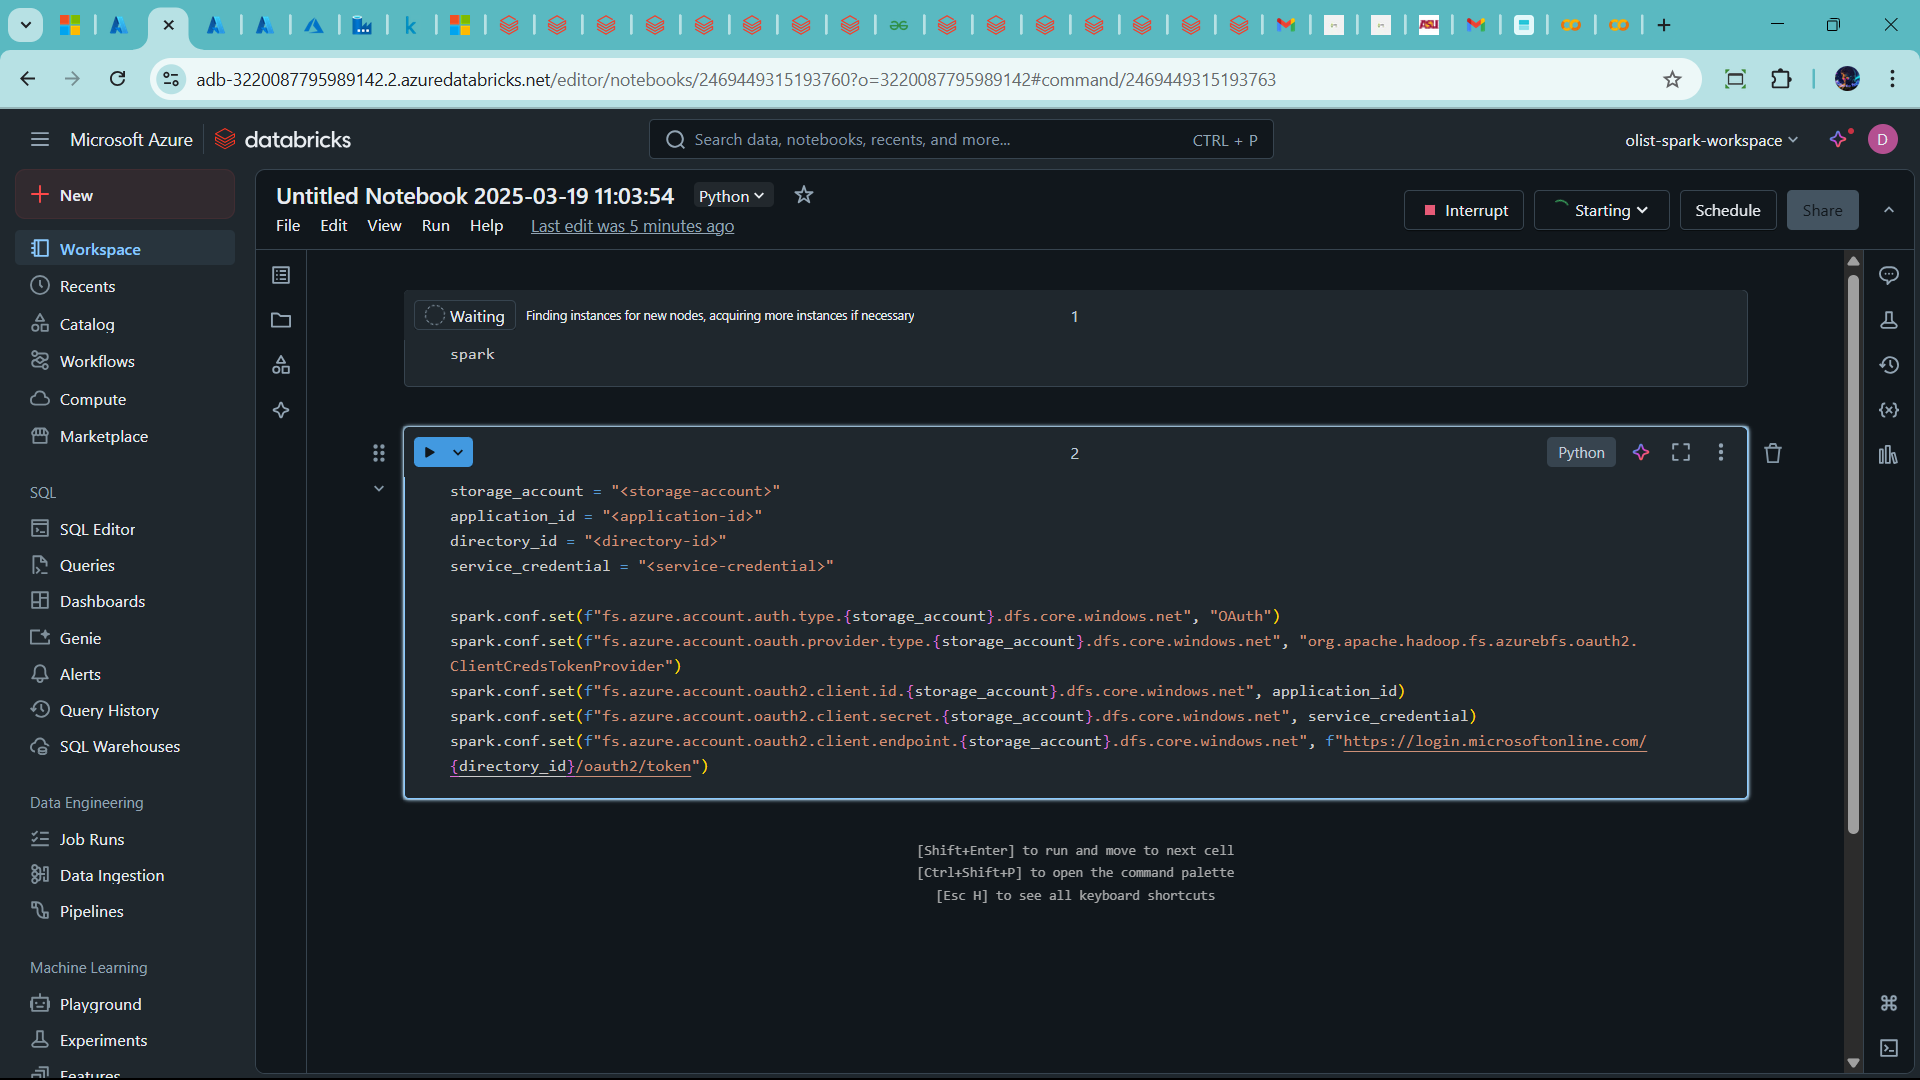 adb-3220087795989142.2.azuredatabricks.net/editor/notebooks/2469449315193760?o=3220087795989142#command/2469449315193763
Microsoft Azure
databricks
Search data, notebooks, recents, and more...
CTRL + P
olist-spark-workspace
D
New
Workspace
Recents
Catalog
Workflows
Compute
Marketplace
SQL
SQL Editor
Queries
Dashboards
Genie
Alerts
Query History
SQL Warehouses
Data Engineering
Job Runs
Data Ingestion
Pipelines
Machine Learning
Playground
Experiments
Features
Untitled Notebook 2025-03-19 11:03:54
Python
File Edit View Run Help Last edit was 5 minutes ago
Interrupt
Starting
Schedule
Share
Waiting
Finding instances for new nodes, acquiring more instances if necessary
1
spark
2
Python
storage_account = "<storage-account>"
application_id = "<application-id>"
directory_id = "<directory-id>"
service_credential = "<service-credential>"
spark.conf.set(f"fs.azure.account.auth.type.{storage_account}.dfs.core.windows.net", "OAuth")
spark.conf.set(f"fs.azure.account.oauth.provider.type.{storage_account}.dfs.core.windows.net", "org.apache.hadoop.fs.azurebfs.oauth2.
ClientCredsTokenProvider")
spark.conf.set(f"fs.azure.account.oauth2.client.id.{storage_account}.dfs.core.windows.net", application_id)
spark.conf.set(f"fs.azure.account.oauth2.client.secret.{storage_account}.dfs.core.windows.net", service_credential)
spark.conf.set(f"fs.azure.account.oauth2.client.endpoint.{storage_account}.dfs.core.windows.net", f"https://login.microsoftonline.com/
{directory_id}/oauth2/token")
[Shift+Enter] to run and move to next cell
[Ctrl+Shift+P] to open the command palette
[Esc H] to see all keyboard shortcuts